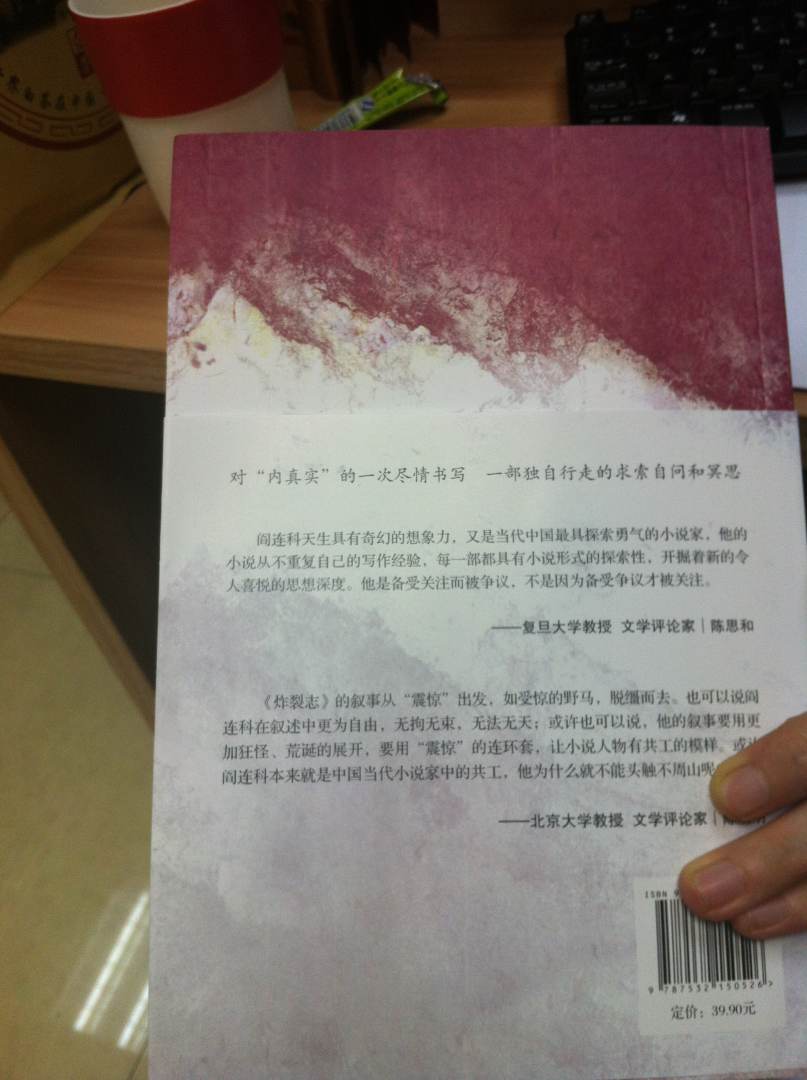 对“内真实”的一次尽情书写 一部独自行走的求索自问和冥思
阎连科天生具有奇幻的想象力，又是当代中国最具探索勇气的小说家，他的
小说从不重复自己的写作经验，每一部都具有小说形式的探索性，开掘着新的令
人喜悦的思想深度。他是备受关注而被争议，不是因为备受争议才被关注。
——复旦大学教授 文学评论家｜陈思和
《炸裂志》的叙事从“震惊”出发，如受惊的野马，脱缰而去。也可以说阎
连科在叙述中更为自由，无拘无束，无法无天；或许也可以说，他的叙事要用更
加狂怪、荒诞的展开，要用“震惊”的连环套，让小说人物有共工的模样。或许
阎连科本来就是中国当代小说家中的共工，他为什么就不能头触不周山呢
——北京大学教授 文学评论家｜陈
ISBN 9
9 787532 150526 >
定价：39.90元